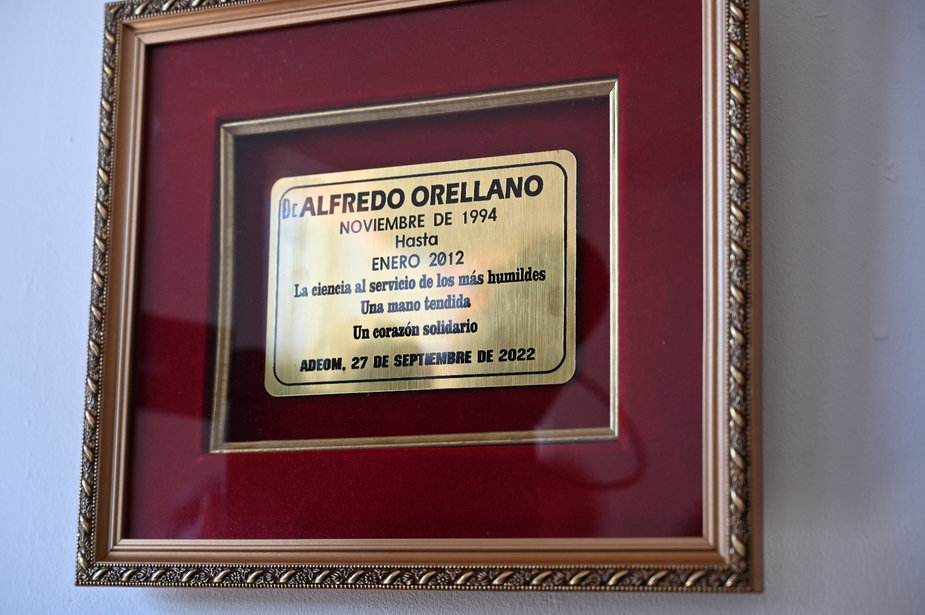 Dr. ALFREDO ORELLANO
NOVIEMBRE DE 1994
Hasta
ENERO 2012
La ciencia al servicio de los más humildes
Una mano tendida
Un corazón solidario
ADEOM, 27 DE SEPTIEMBRE DE 2022